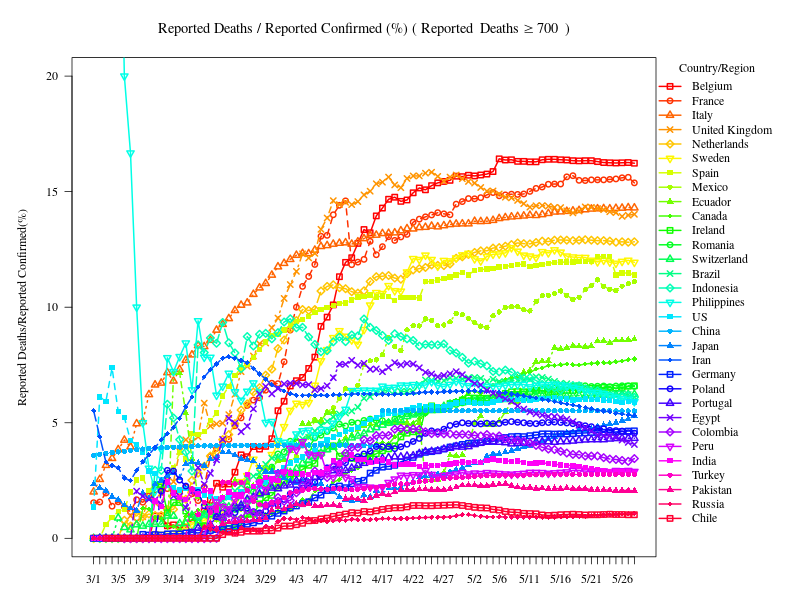 Reported Deaths / Reported Confirmed (%) ( Reported Deaths ≥ 700 )
Reported Deaths/Reported Confirmed(%)
20
15
10
5
0
3/1 3/5 3/9 3/14 3/19 3/24 3/29 4/3 4/7 4/12 4/17 4/22 4/27 5/2 5/6 5/11 5/16 5/21 5/26
Country/Region
Belgium
France
Italy
United Kingdom
Netherlands
Sweden
Spain
Mexico
Ecuador
Canada
Ireland
Romania
Switzerland
Brazil
Indonesia
Philippines
US
China
Japan
Iran
Germany
Poland
Portugal
Egypt
Colombia
Peru
India
Turkey
Pakistan
Russia
Chile